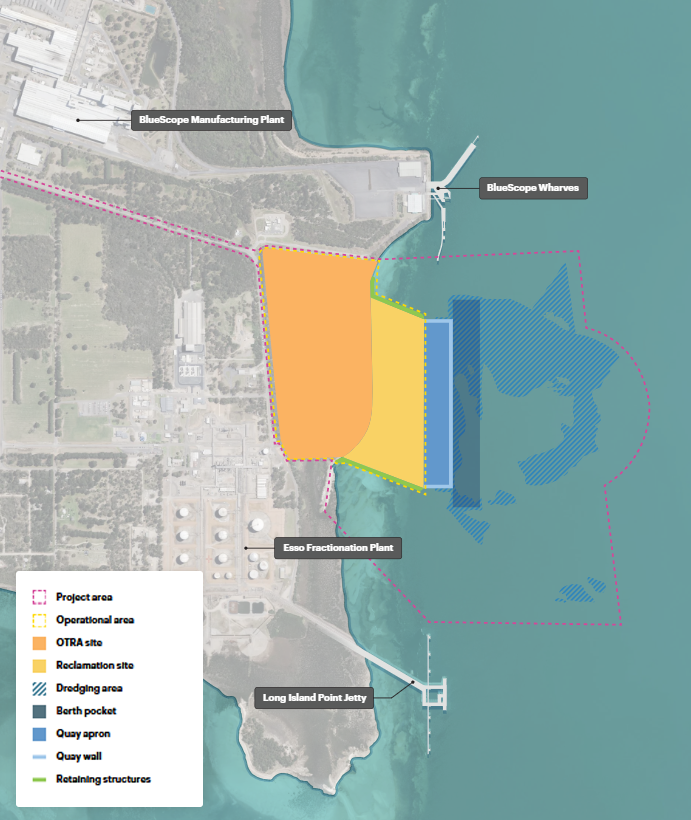 BlueScope Manufacturing Plant
BlueScope Wharves
Esso Fractionation Plant
Long Island Point Jetty
Project area
Operational area
OTRA site
Reclamation site
Dredging area
Berth pocket
Quay apron
Quay wall
Retaining structures